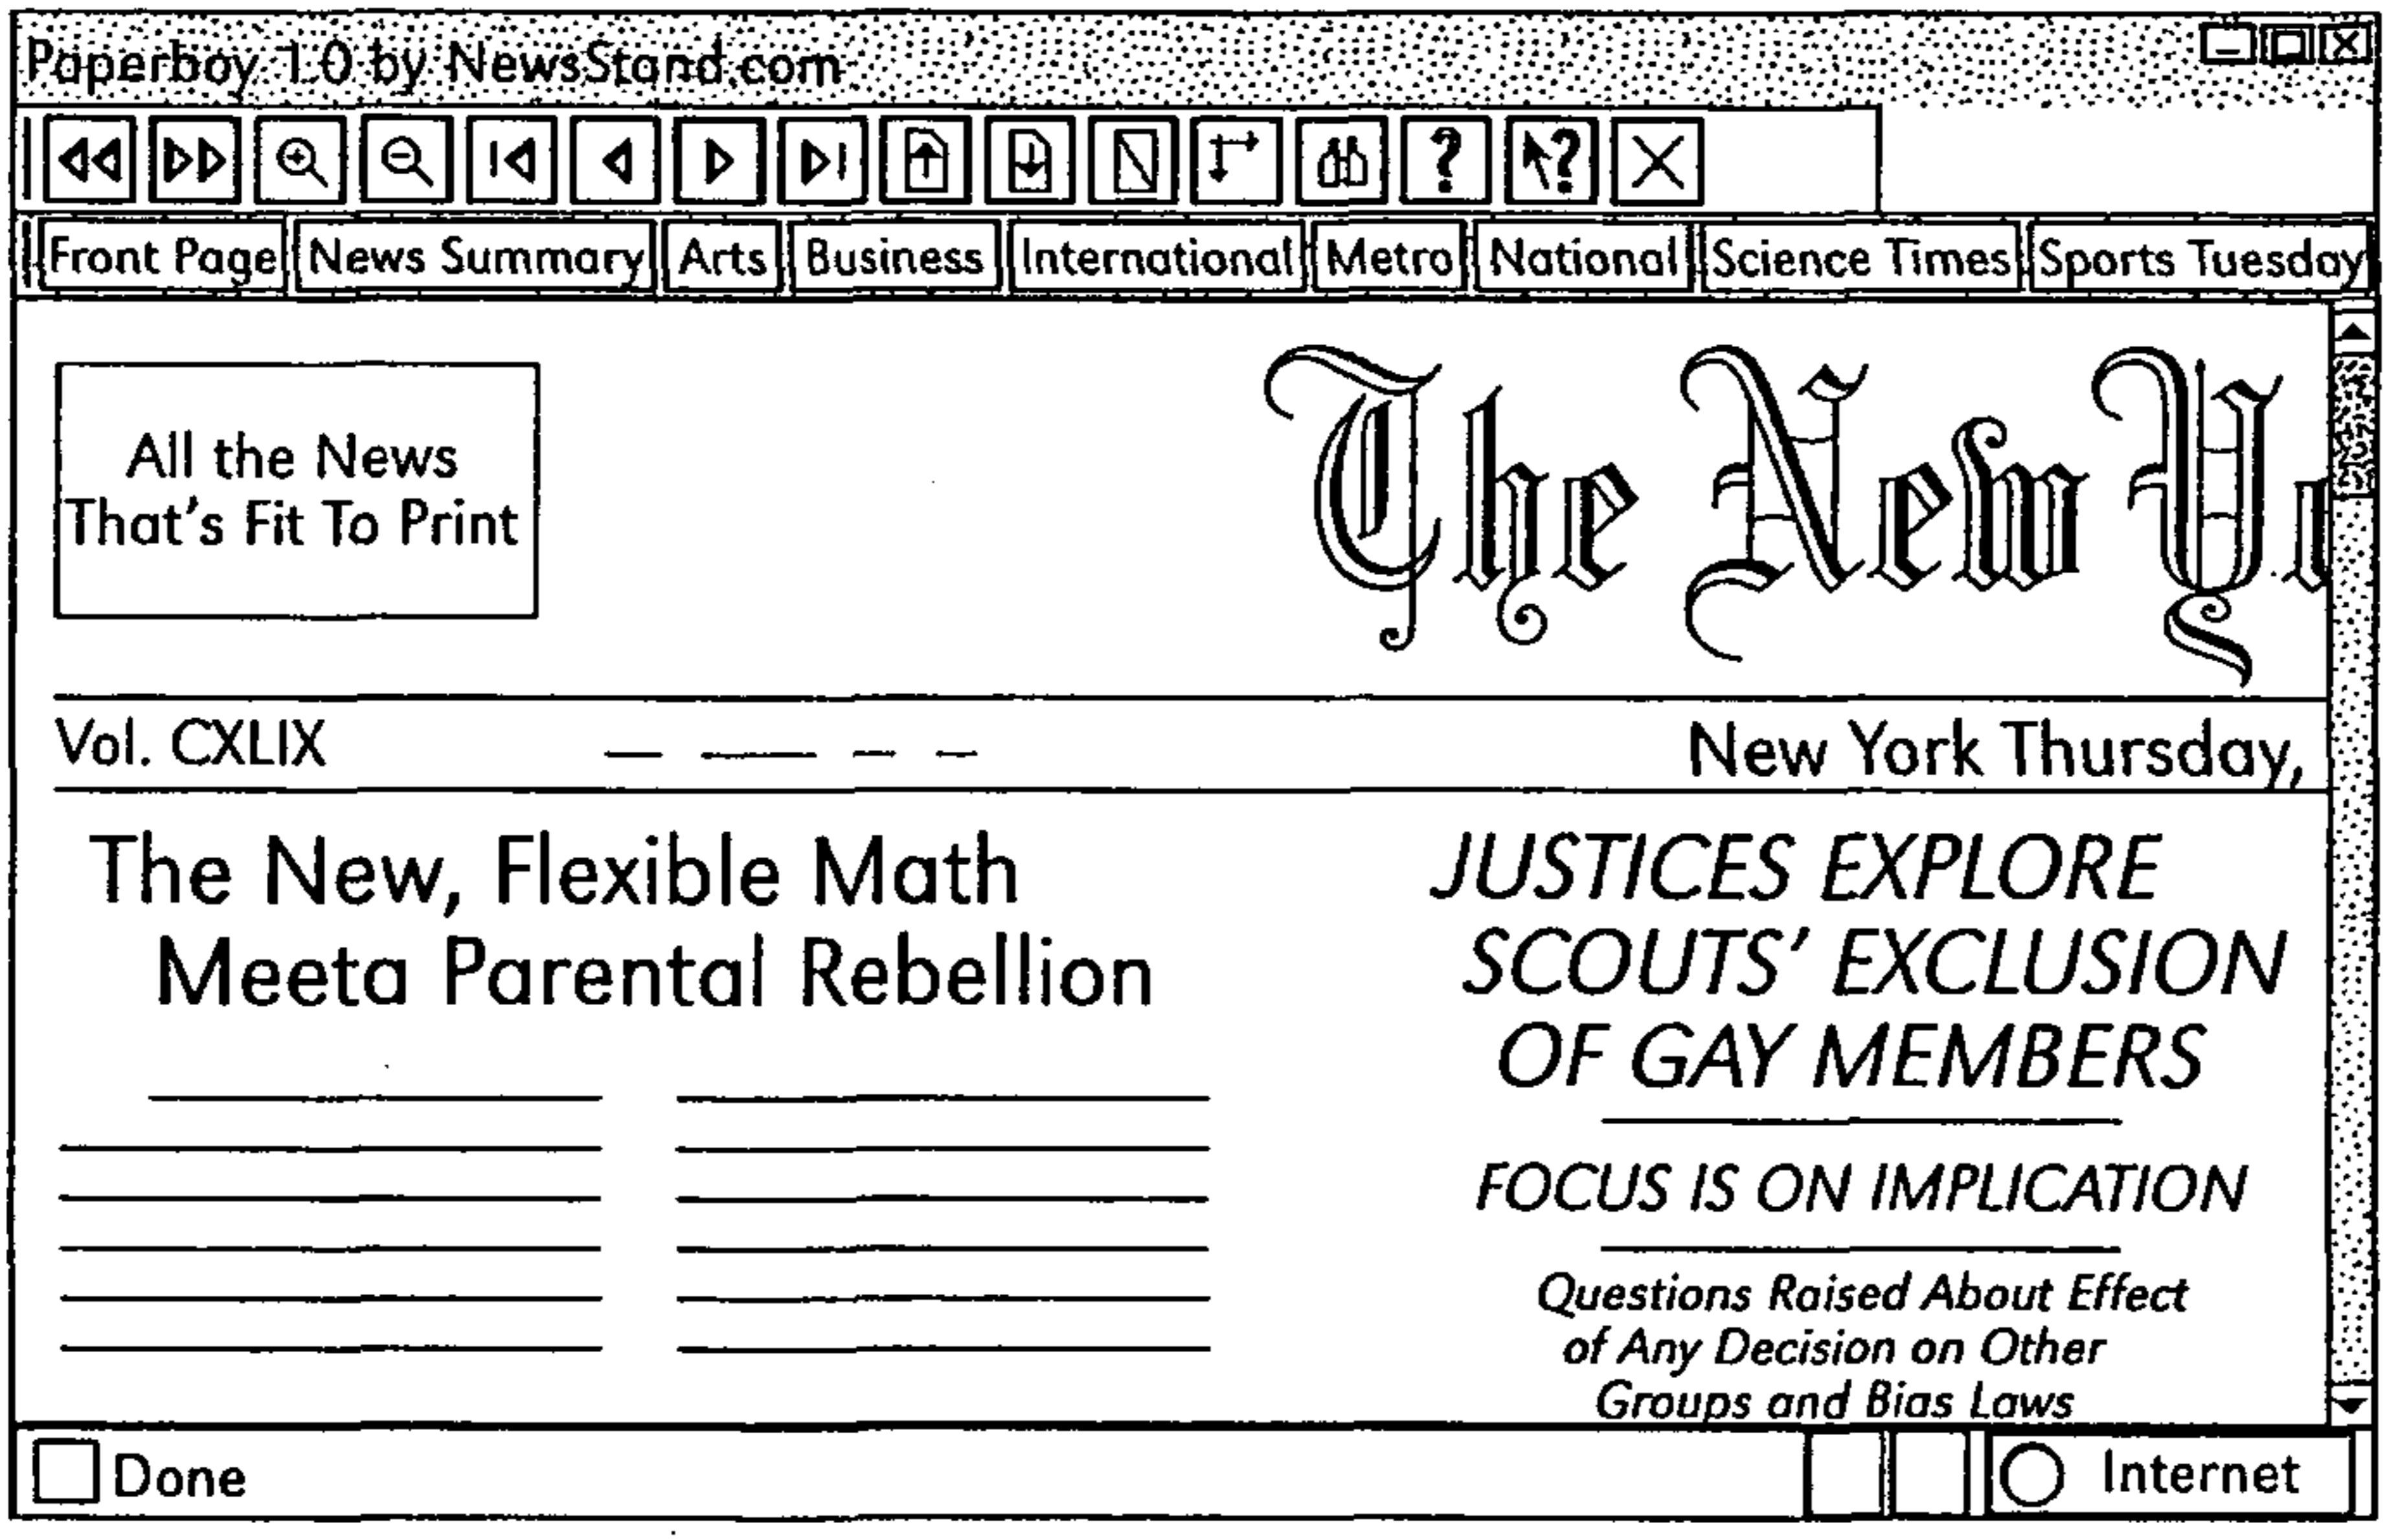 Paperboy 1.0 by NewsStand.com
Front Page News Summary Arts Business International Metro National Science Times Sports Tuesday
All the News
That's Fit To Print
The New Yo
Vol. CXLIX
New York Thursday,
The New, Flexible Math
Meeta Parental Rebellion
JUSTICES EXPLORE
SCOUTS' EXCLUSION
OF GAY MEMBERS
FOCUS IS ON IMPLICATION
Questions Raised About Effect
of Any Decision on Other
Groups and Bias Laws
Done
Internet